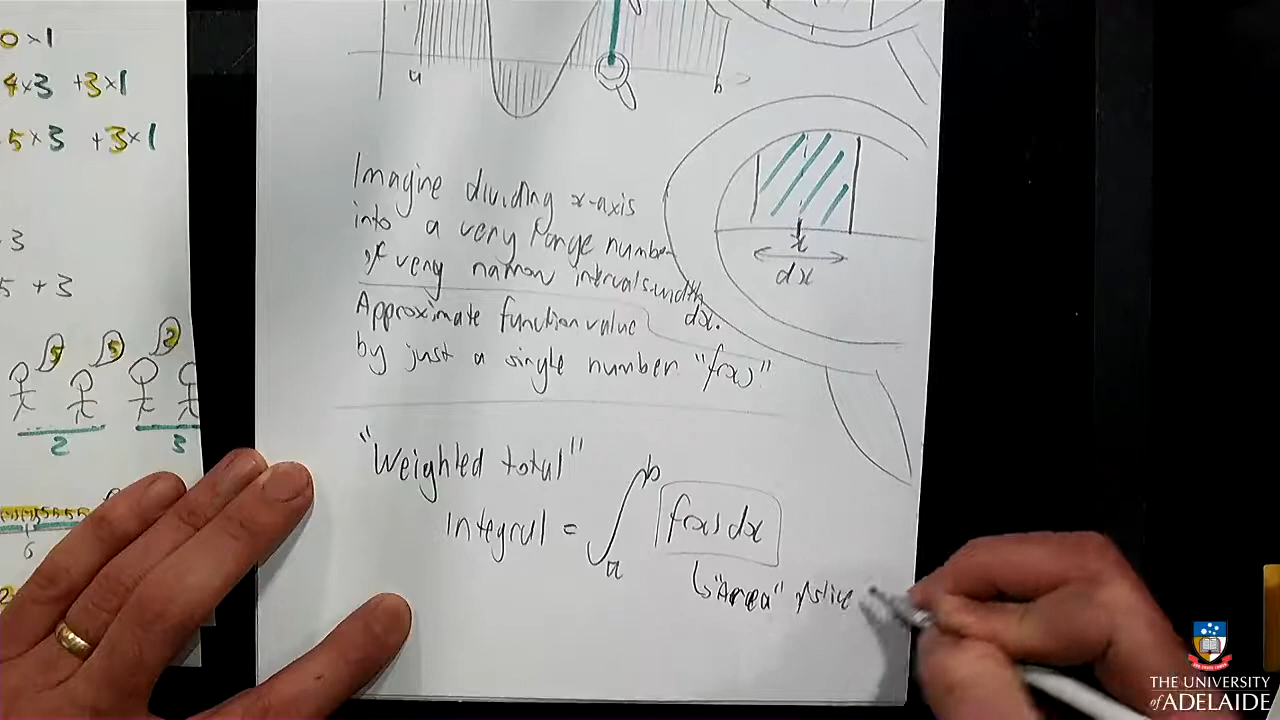 0 × 1
4 × 3 + 3 × 1
5 × 3 + 3 × 1
3
5 + 3
5 5 2
2 3
6
2
a b
Imagine dividing x-axis
into a very large number
of very narrow intervals width
dx.
Approximate function value
by just a single number "f(x)"
x
dx
"Weighted total"
Integral = ∫ₐᵇ f(x) dx
↳ "Area" of slice
THE UNIVERSITY
of ADELAIDE